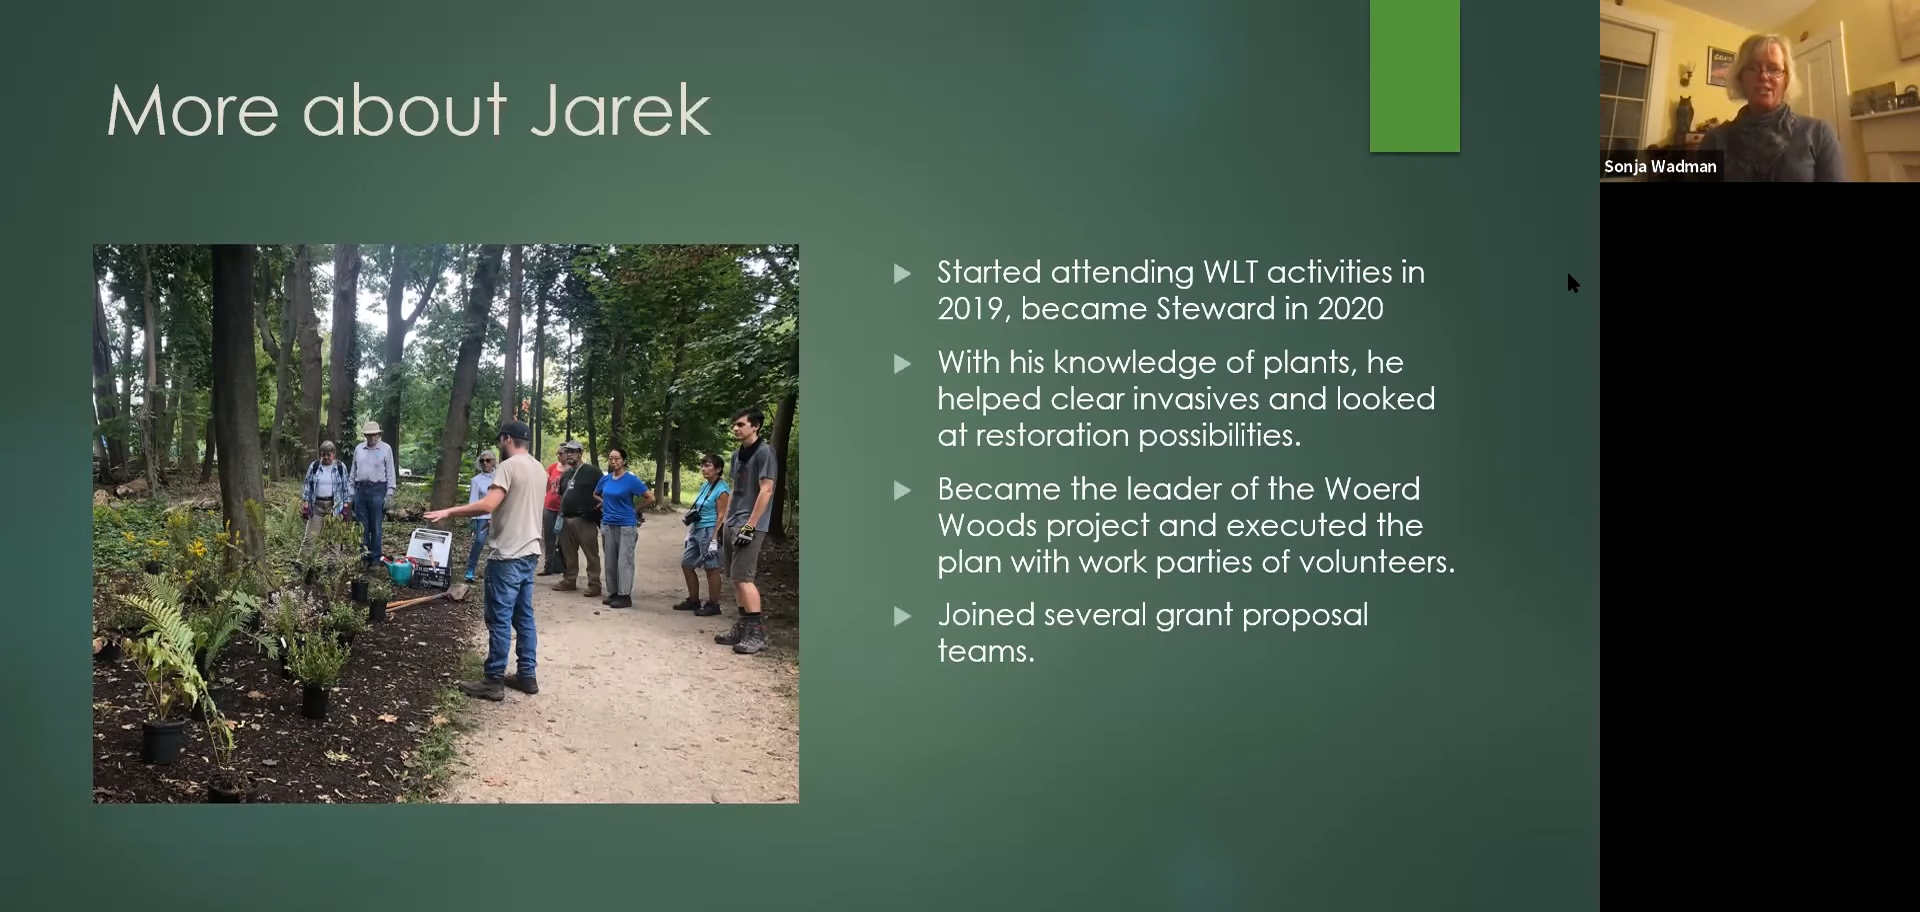 More about Jarek
Started attending WLT activities in
2019, became Steward in 2020
With his knowledge of plants, he
helped clear invasives and looked
at restoration possibilities.
Became the leader of the Woerd
Woods project and executed the
plan with work parties of volunteers.
Joined several grant proposal
teams.
Sonja Wadman